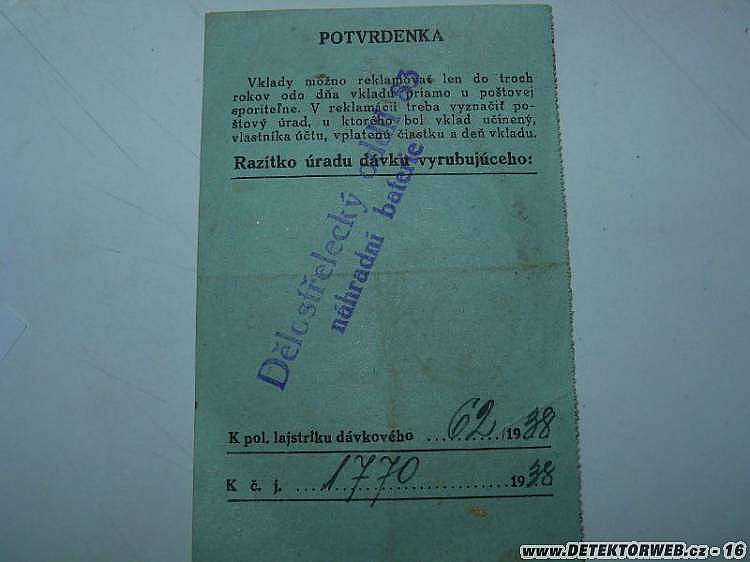 POTVRDENKA
Vklady možno reklamovať len do troch
rokov odo dňa vkladu priamo u poštovej
sporiteľne. V reklamácii treba vyznačiť po-
štový úrad, u ktorého bol vklad učinený,
vlastníka účtu, vplatenú čiastku a deň vkladu.
Razítko úradu dávku vyrubujúceho:
Dělostřelecký 83
náhradní baterie
K pol. lajstríku dávkového ....62..../1938
K č. j. ....1770....................1938
www.DETEKTORWEB.cz - 16